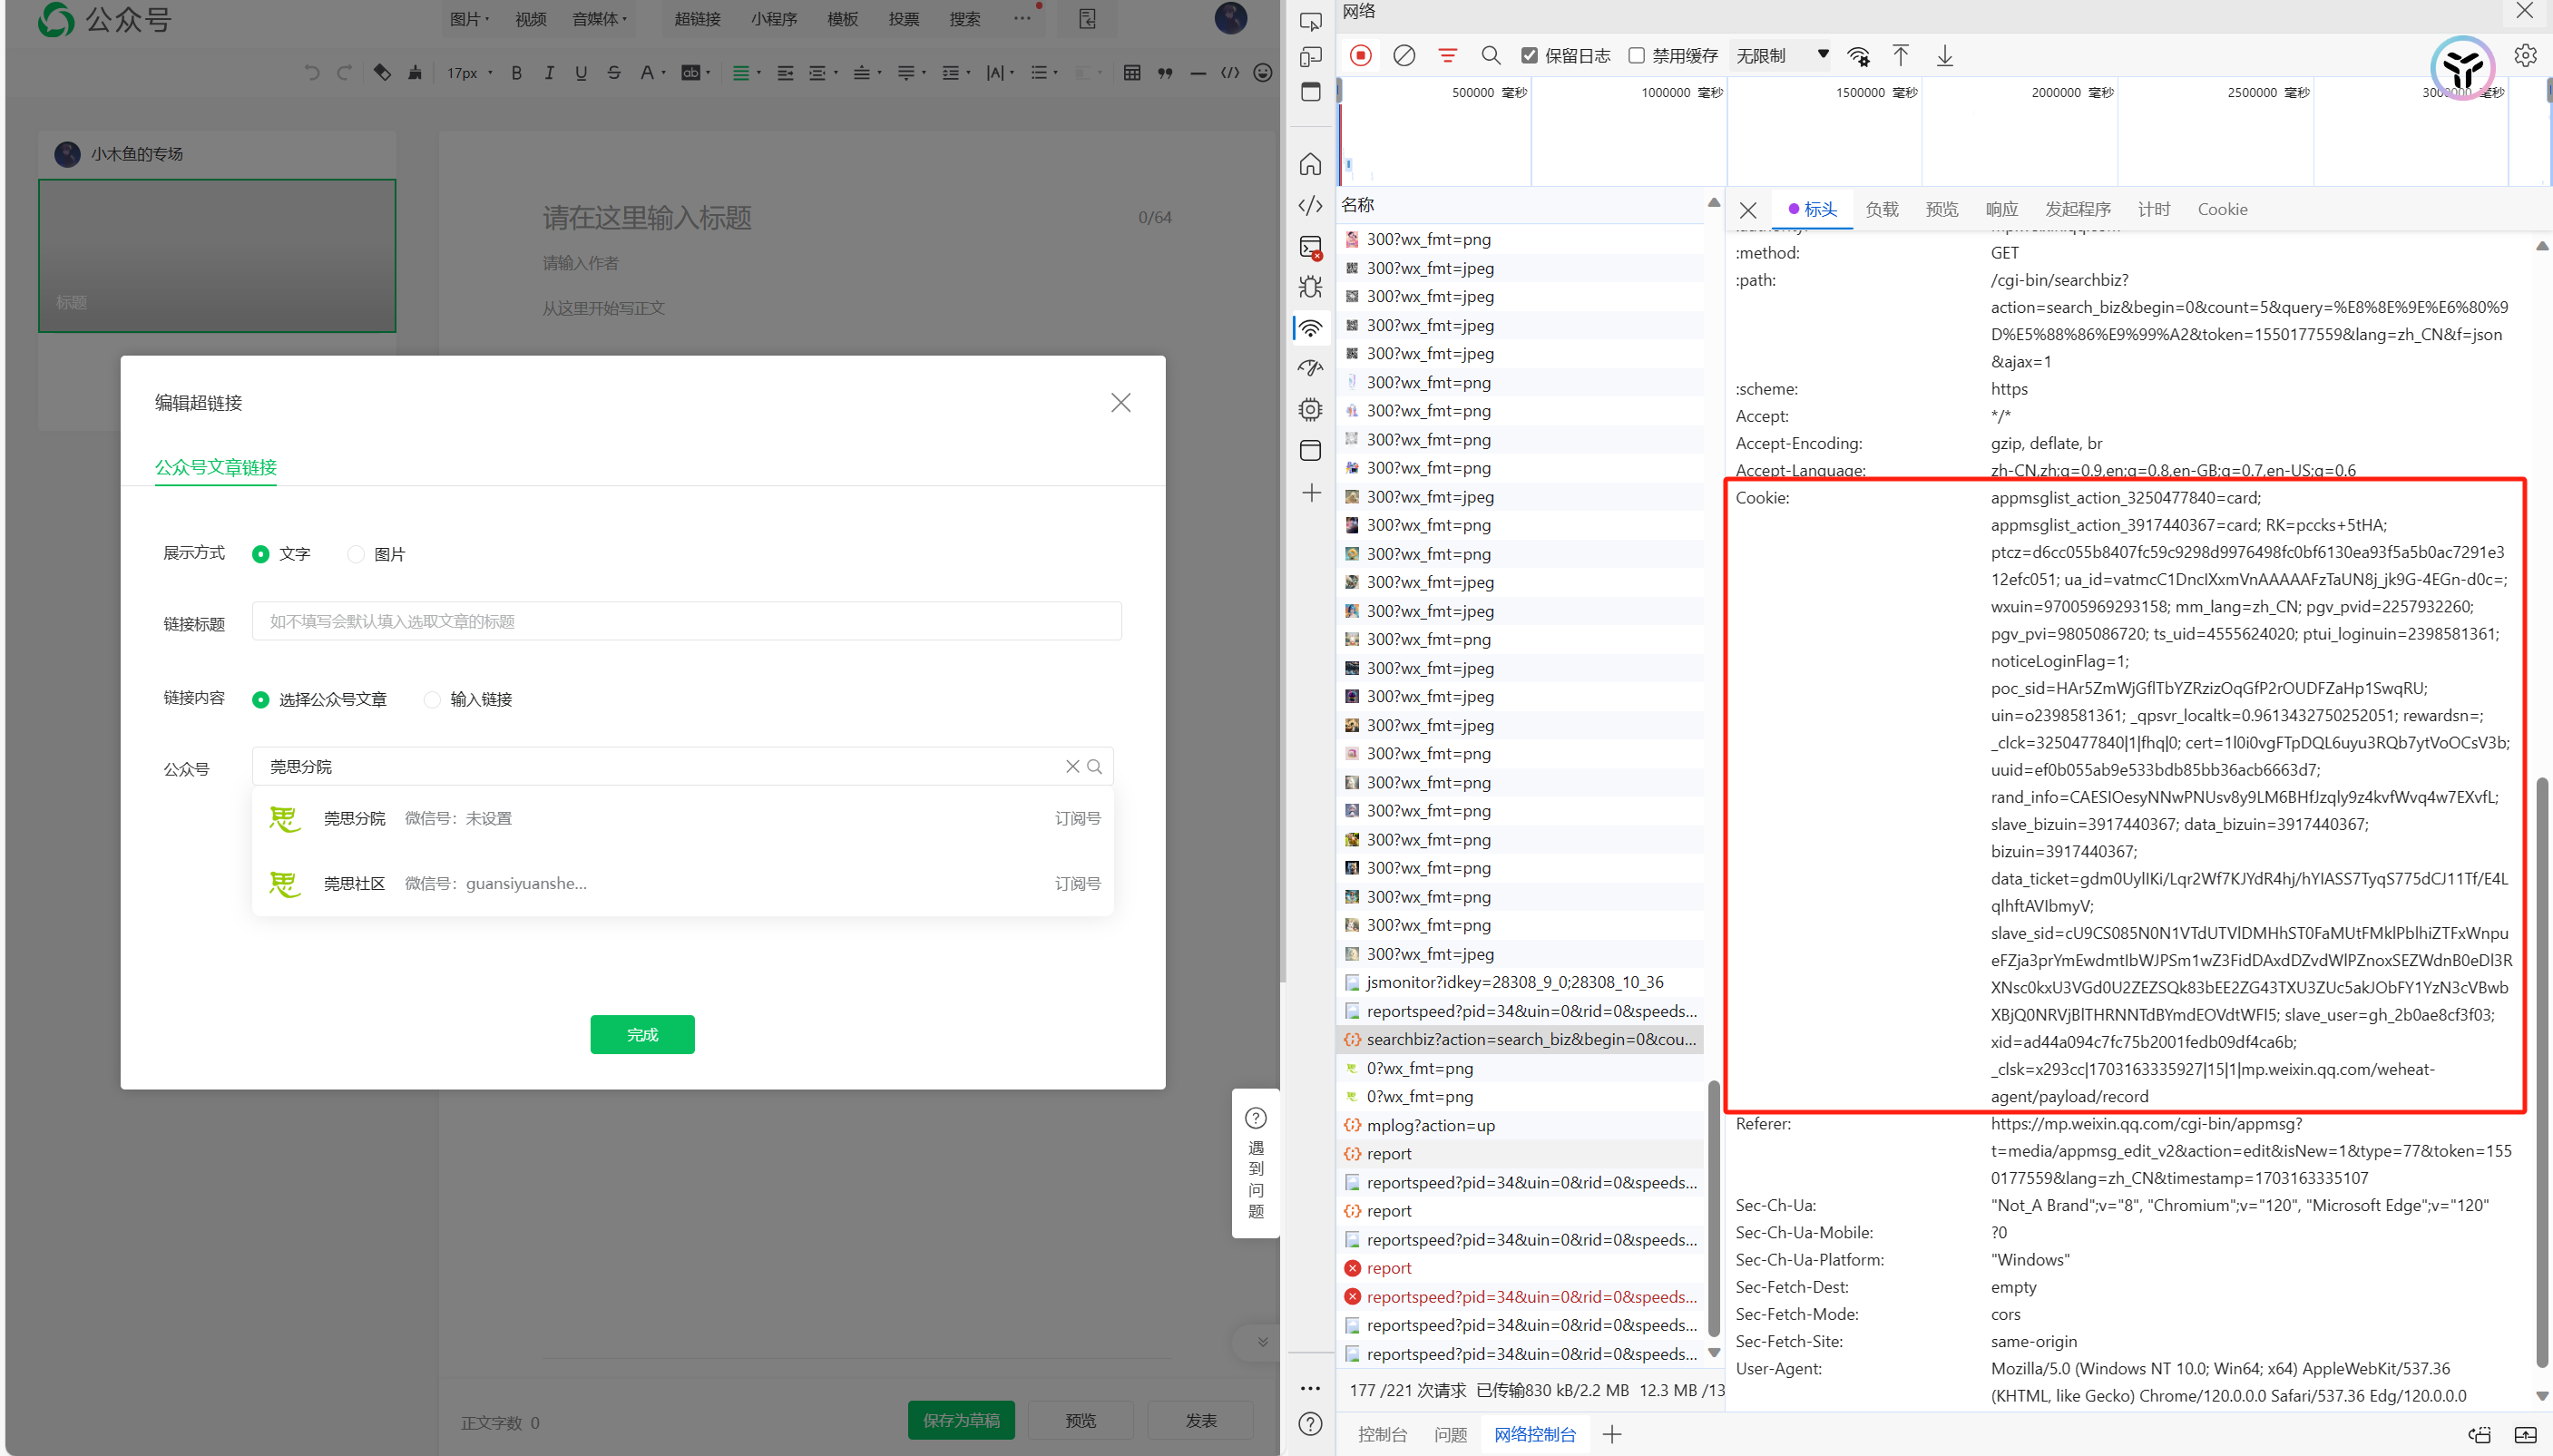 公众号
图片 视频 音媒体 超链接 小程序 模板 投票 搜索
17px
小木鱼的专场
标题
请在这里输入标题
0/64
请输入作者
从这里开始写正文
编辑超链接
公众号文章链接
展示方式 文字 图片
链接标题 如不填写会默认填入选取文章的标题
链接内容 选择公众号文章 输入链接
公众号 莞思分院
莞思分院 微信号：未设置 订阅号
莞思社区 微信号：guansiyuanshe... 订阅号
完成
遇到问题
正文字数 0
保存为草稿 预览 发表
网络
保留日志 禁用缓存 无限制
500000 毫秒 1000000 毫秒 1500000 毫秒 2000000 毫秒 2500000 毫秒 3000000 毫秒
名称
300?wx_fmt=png
300?wx_fmt=jpeg
300?wx_fmt=jpeg
300?wx_fmt=jpeg
300?wx_fmt=jpeg
300?wx_fmt=png
300?wx_fmt=png
300?wx_fmt=png
300?wx_fmt=png
300?wx_fmt=jpeg
300?wx_fmt=png
300?wx_fmt=png
300?wx_fmt=jpeg
300?wx_fmt=jpeg
300?wx_fmt=png
300?wx_fmt=jpeg
300?wx_fmt=jpeg
300?wx_fmt=jpeg
300?wx_fmt=png
300?wx_fmt=jpeg
300?wx_fmt=png
300?wx_fmt=png
300?wx_fmt=png
300?wx_fmt=png
300?wx_fmt=png
300?wx_fmt=jpeg
jsmonitor?idkey=28308_9_0;28308_10_36
reportspeed?pid=34&uin=0&rid=0&speeds...
searchbiz?action=search_biz&begin=0&cou...
0?wx_fmt=png
0?wx_fmt=png
mplog?action=up
report
reportspeed?pid=34&uin=0&rid=0&speeds...
report
reportspeed?pid=34&uin=0&rid=0&speeds...
report
reportspeed?pid=34&uin=0&rid=0&speeds...
reportspeed?pid=34&uin=0&rid=0&speeds...
reportspeed?pid=34&uin=0&rid=0&speeds...
177 /221 次请求 已传输830 kB/2.2 MB 12.3 MB /13
标头 负载 预览 响应 发起程序 计时 Cookie
:method: GET
:path: /cgi-bin/searchbiz?
action=search_biz&begin=0&count=5&query=%E8%8E%9E%E6%80%9
D%E5%88%86%E9%99%A2&token=1550177559&lang=zh_CN&f=json
&ajax=1
:scheme: https
Accept: */*
Accept-Encoding: gzip, deflate, br
Accept-Language: zh-CN,zh;q=0.9,en;q=0.8,en-GB;q=0.7,en-US;q=0.6
Cookie: appmsglist_action_3250477840=card;
appmsglist_action_3917440367=card; RK=pccks+5tHA;
ptcz=d6cc055b8407fc59c9298d9976498fc0bf6130ea93f5a5b0ac7291e3
12efc051; ua_id=vatmcC1DnclXxmVnAAAAAFzTaUN8j_jk9G-4EGn-d0c=;
wxuin=97005969293158; mm_lang=zh_CN; pgv_pvid=2257932260;
pgv_pvi=9805086720; ts_uid=4555624020; ptui_loginuin=2398581361;
noticeLoginFlag=1;
poc_sid=HAr5ZmWjGflTbYZRzizOqGfP2rOUDFZaHp1SwqRU;
uin=o2398581361; _qpsvr_localtk=0.9613432750252051; rewardsn=;
_clck=3250477840|1|fhq|0; cert=1l0i0vgFTpDQL6uyu3RQb7ytVoOCsV3b;
uuid=ef0b055ab9e533bdb85bb36acb6663d7;
rand_info=CAESIOesyNNwPNUsv8y9LM6BHfJzqly9z4kvfWvq4w7EXvfL;
slave_bizuin=3917440367; data_bizuin=3917440367;
bizuin=3917440367;
data_ticket=gdm0UylIKi/Lqr2Wf7KJYdR4hj/hYIASS7TyqS775dCJ11Tf/E4L
qlhftAVIbmyV;
slave_sid=cU9CS085N0N1VTdUTVlDMHhST0FaMUtFMklPblhiZTFxWnpu
eFZja3prYmEwdmtIbWJPSm1wZ3FidDAxdDZvdWlPZnoxSEZWdnB0eDl3R
XNsc0kxU3VGd0U2ZEZSQk83bEE2ZG43TXU3ZUc5akJObFY1YzN3cVBwb
XBjQ0NRVjBlTHRNNTdBYmdEOVdtWFI5; slave_user=gh_2b0ae8cf3f03;
xid=ad44a094c7fc75b2001fedb09df4ca6b;
_clsk=x293cc|1703163335927|15|1|mp.weixin.qq.com/weheat-
agent/payload/record
Referer: https://mp.weixin.qq.com/cgi-bin/appmsg?
t=media/appmsg_edit_v2&action=edit&isNew=1&type=77&token=155
0177559&lang=zh_CN&timestamp=1703163335107
Sec-Ch-Ua: "Not_A Brand";v="8", "Chromium";v="120", "Microsoft Edge";v="120"
Sec-Ch-Ua-Mobile: ?0
Sec-Ch-Ua-Platform: "Windows"
Sec-Fetch-Dest: empty
Sec-Fetch-Mode: cors
Sec-Fetch-Site: same-origin
User-Agent: Mozilla/5.0 (Windows NT 10.0; Win64; x64) AppleWebKit/537.36
(KHTML, like Gecko) Chrome/120.0.0.0 Safari/537.36 Edg/120.0.0.0
控制台 问题 网络控制台